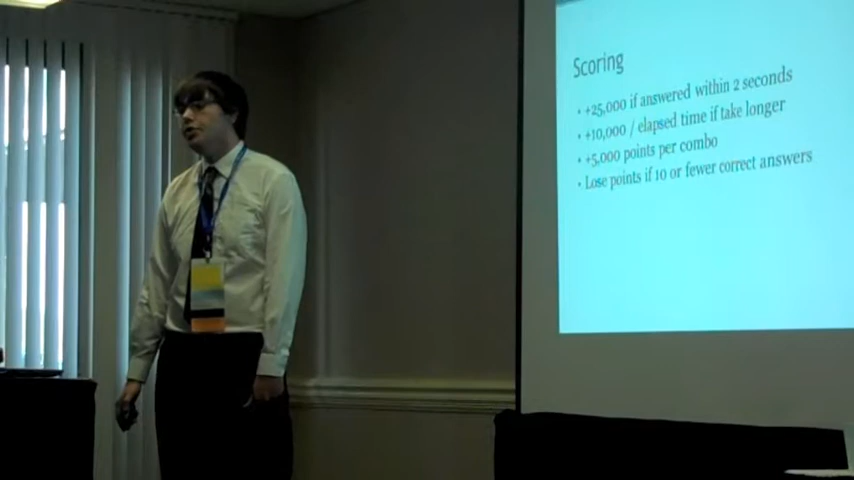 Scoring
• +25,000 if answered within 2 seconds
• +10,000 / elapsed time if take longer
• +5,000 points per combo
• Lose points if 10 or fewer correct answers